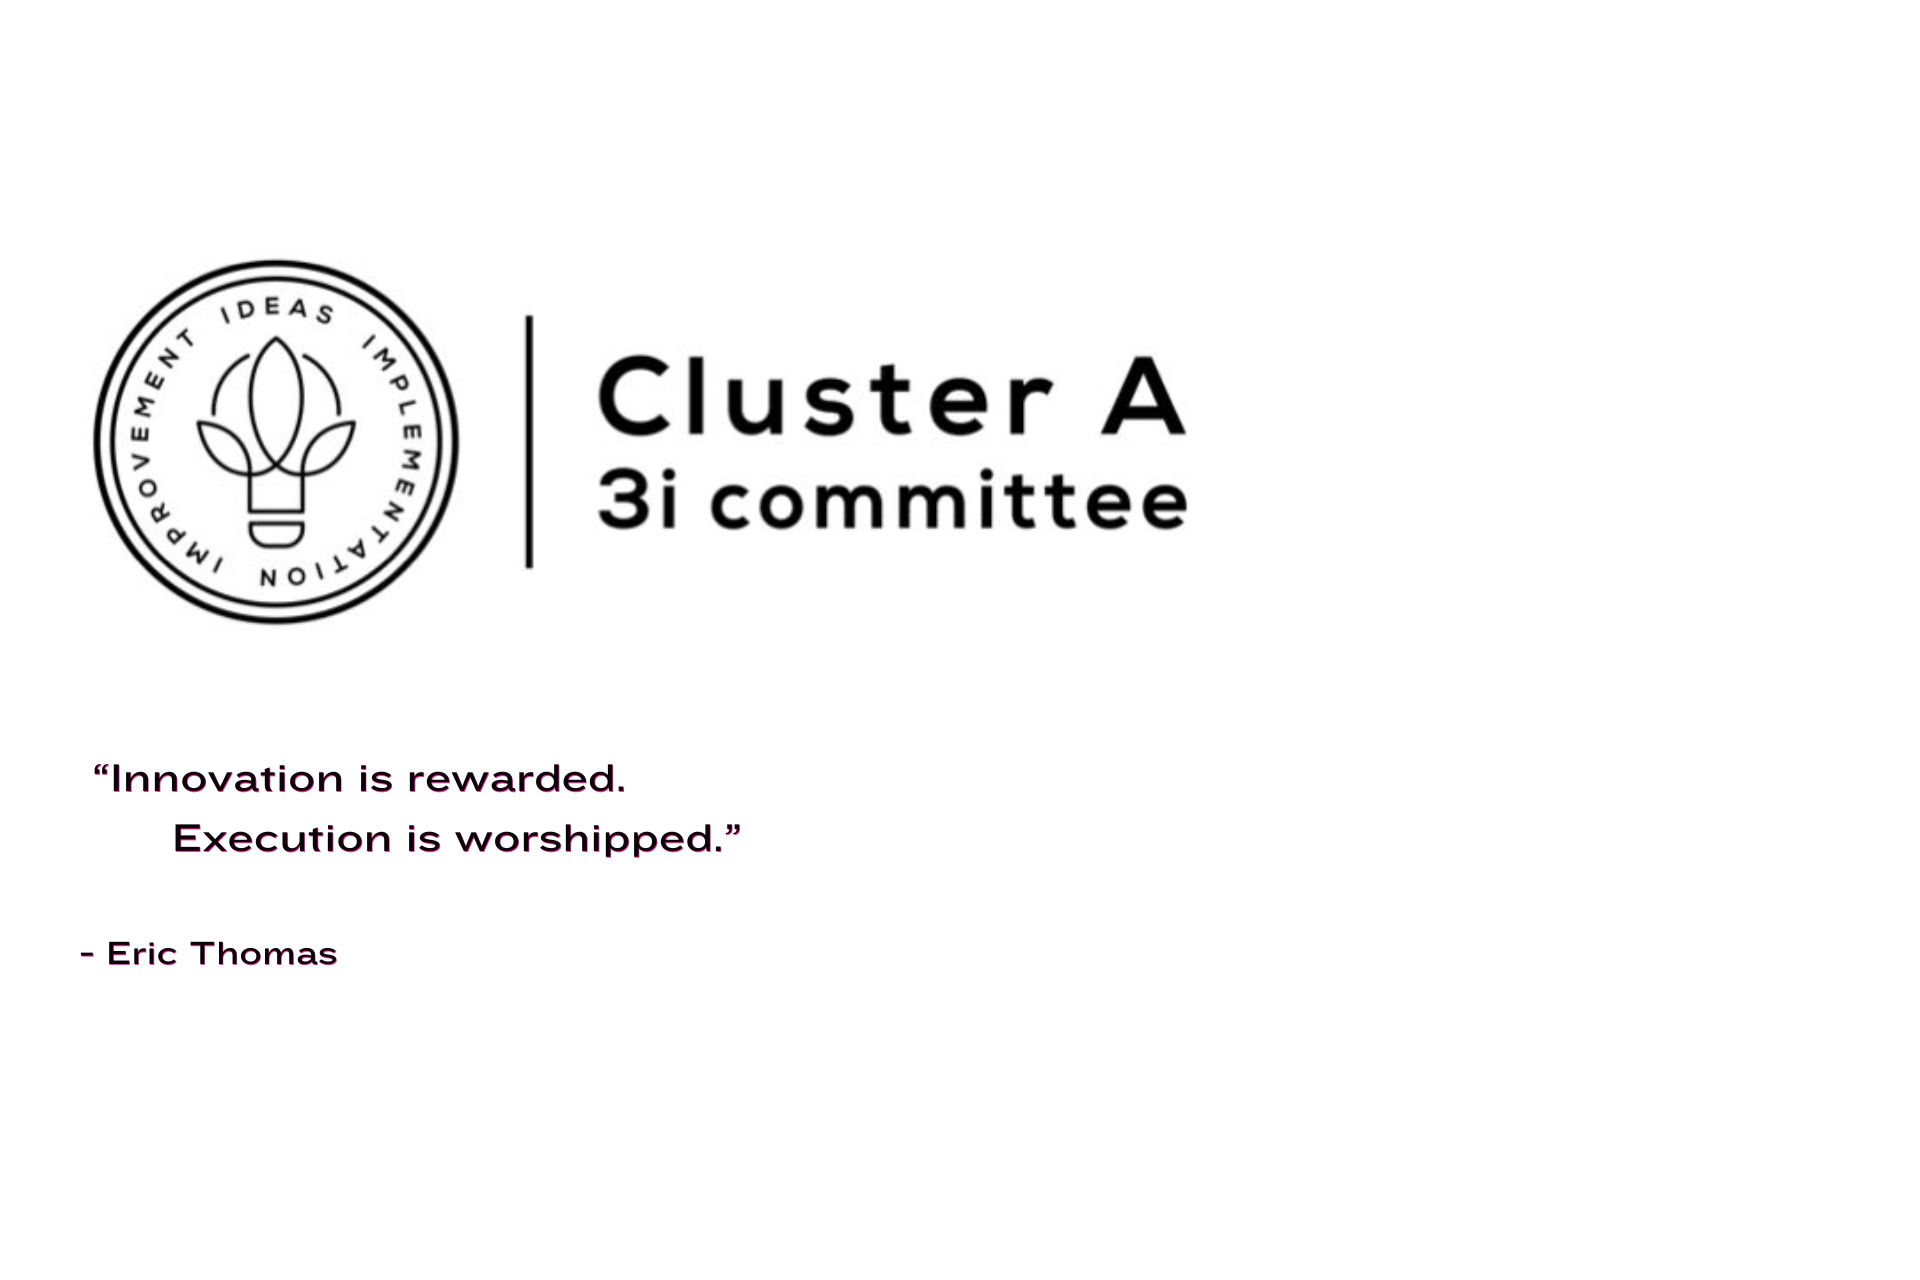 IDEAS IMPLEMENTATION IMPROVEMENT
Cluster A
3i committee
“Innovation is rewarded.
Execution is worshipped.”
- Eric Thomas